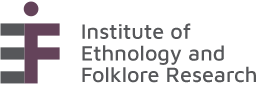 Institute of
Ethnology and
Folklore Research